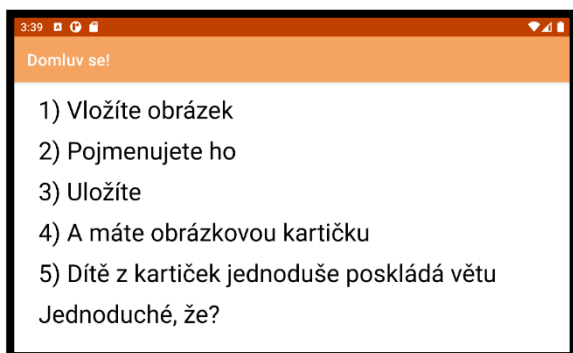 3:39
Domluv se!
1) Vložíte obrázek
2) Pojmenujete ho
3) Uložíte
4) A máte obrázkovou kartičku
5) Dítě z kartiček jednoduše poskládá větu
Jednoduché, že?